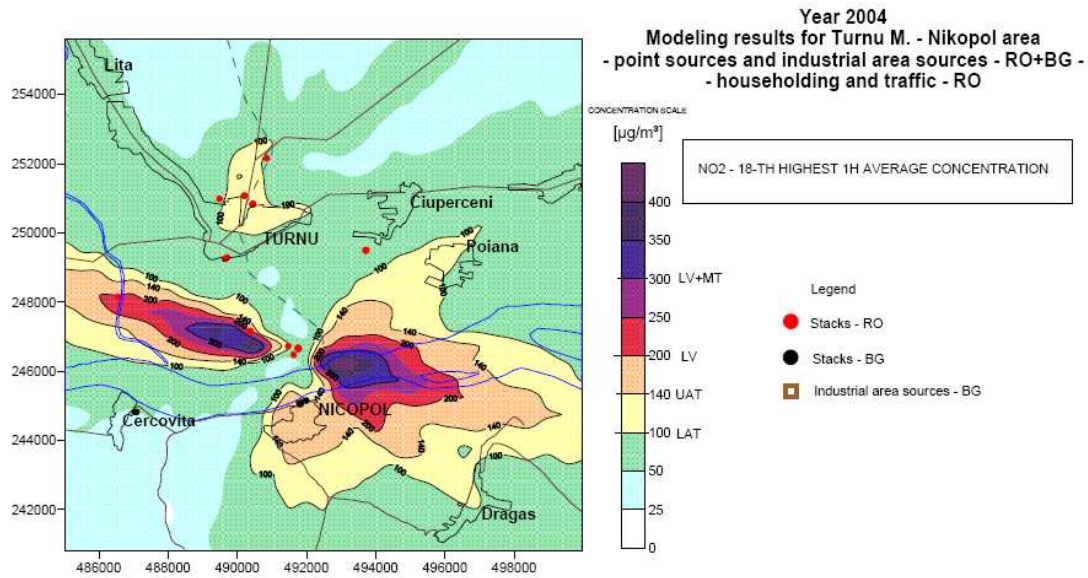 Year 2004
Modeling results for Turnu M. - Nikopol area
- point sources and industrial area sources - RO+BG -
- householding and traffic - RO
CONCENTRATION SCALE
[µg/m³]
NO2 - 18-TH HIGHEST 1H AVERAGE CONCENTRATION
400
350
300 LV+MT
250
200 LV
140 UAT
100 LAT
50
25
0
Legend
Stacks - RO
Stacks - BG
Industrial area sources - BG
254000
252000
250000
248000
246000
244000
242000
486000 488000 490000 492000 494000 496000 498000
Lita
Ciuperceni
TURNU
Poiana
NICOPOL
Cercovita
Dragas